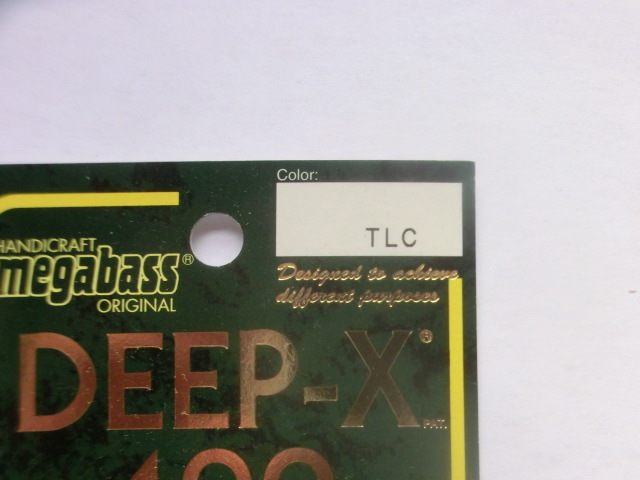 Color:
TLC
HANDICRAFT
megabass®
ORIGINAL
Designed to achieve
different purposes
DEEP-X®
PAT.